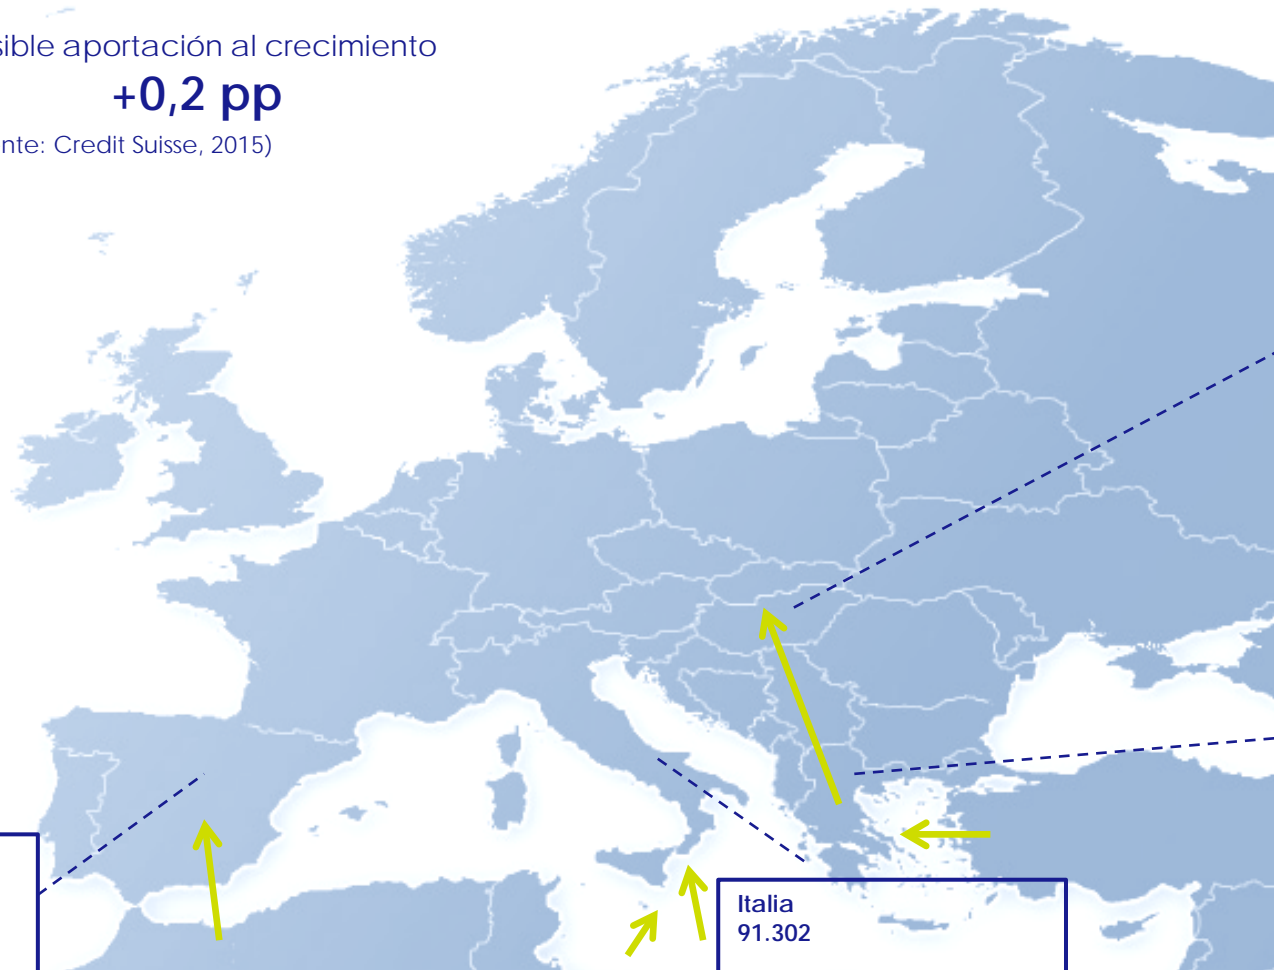 sible aportación al crecimiento
+0,2 pp
nte: Credit Suisse, 2015)
Italia
91.302